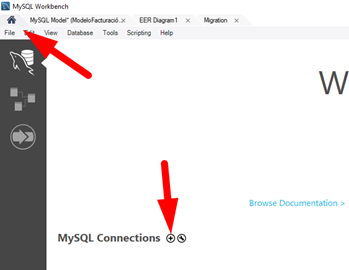 MySQL Workbench
MySQL Model* (ModeloFacturació... x EER Diagram1 x Migration x
File Edit View Database Tools Scripting Help
W
Browse Documentation >
MySQL Connections